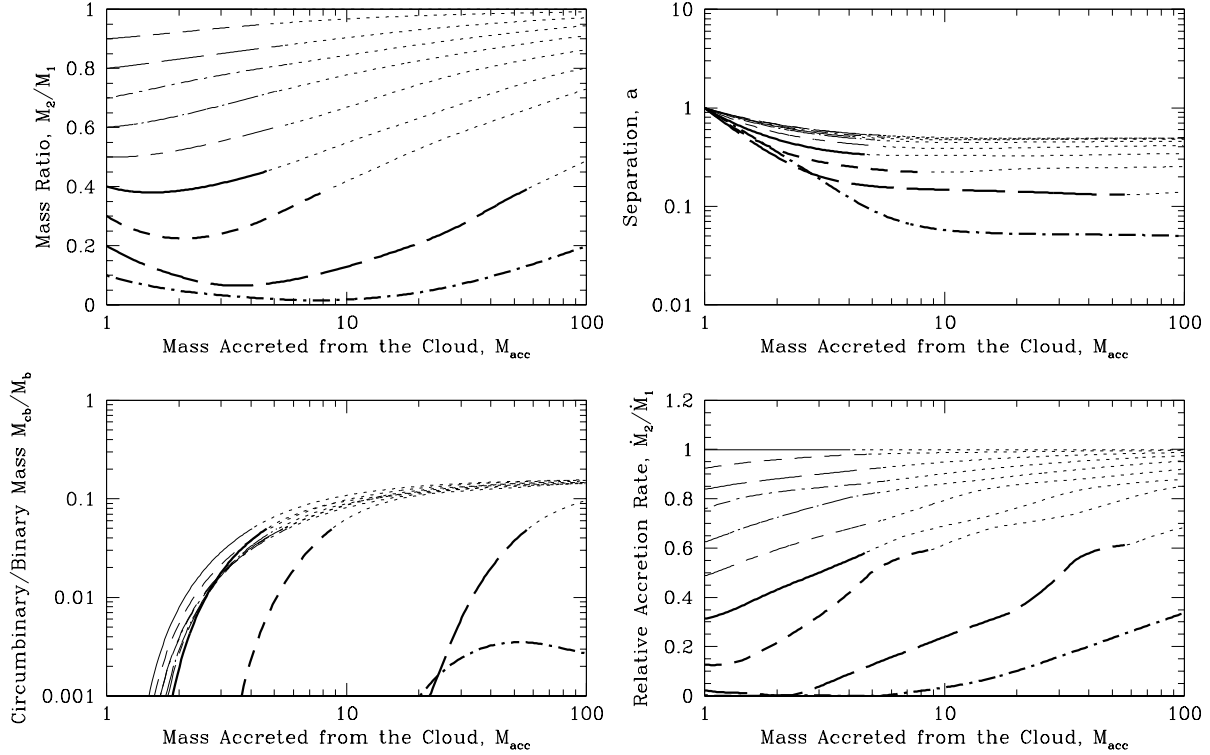 1
0.8
0.6
0.4
0.2
0
Mass Ratio, M₂/M₁
1 10 100
Mass Accreted from the Cloud, Macc
10
1
0.1
0.01
Separation, a
1 10 100
Mass Accreted from the Cloud, Macc
1
0.1
0.01
0.001
Circumbinary/Binary Mass Mcb/Mb
1 10 100
Mass Accreted from the Cloud, Macc
1.2
1
0.8
0.6
0.4
0.2
0
Relative Accretion Rate, Ṁ₂/Ṁ₁
1 10 100
Mass Accreted from the Cloud, Macc